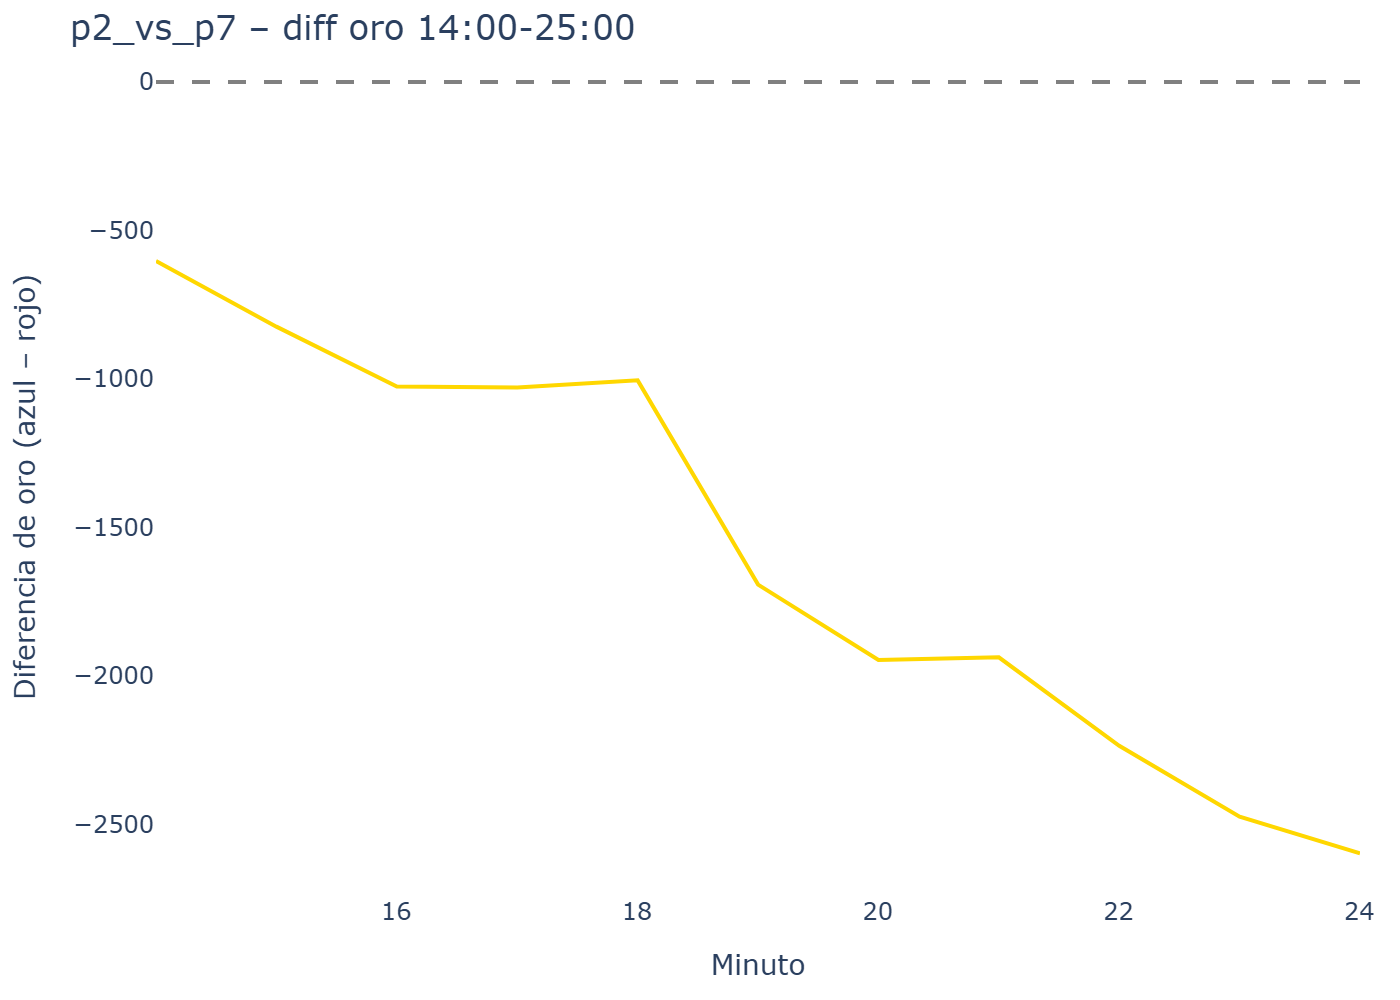 p2_vs_p7 – diff oro 14:00-25:00
0
−500
−1000
−1500
−2000
−2500
Diferencia de oro (azul – rojo)
16 18 20 22 24
Minuto